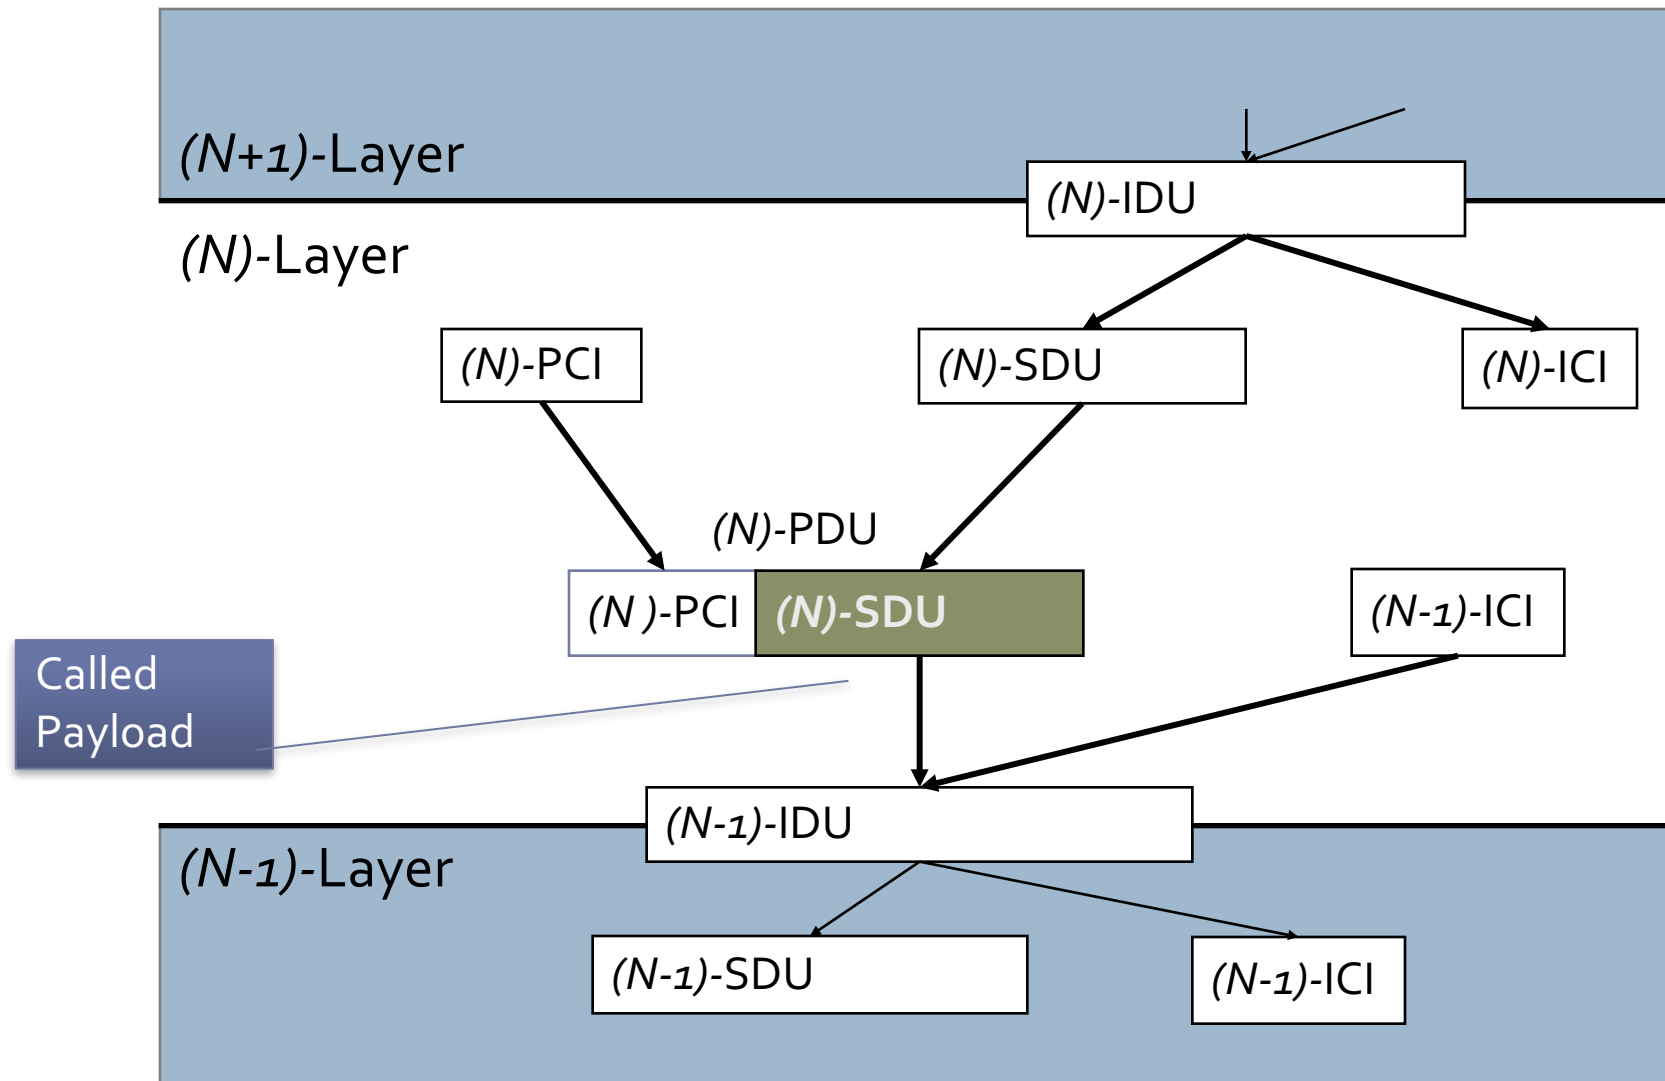 (N+1)-Layer
(N)-IDU
(N)-Layer
(N)-PCI
(N)-SDU
(N)-ICI
(N)-PDU
(N )-PCI
(N)-SDU
(N-1)-ICI
Called
Payload
(N-1)-IDU
(N-1)-Layer
(N-1)-SDU
(N-1)-ICI